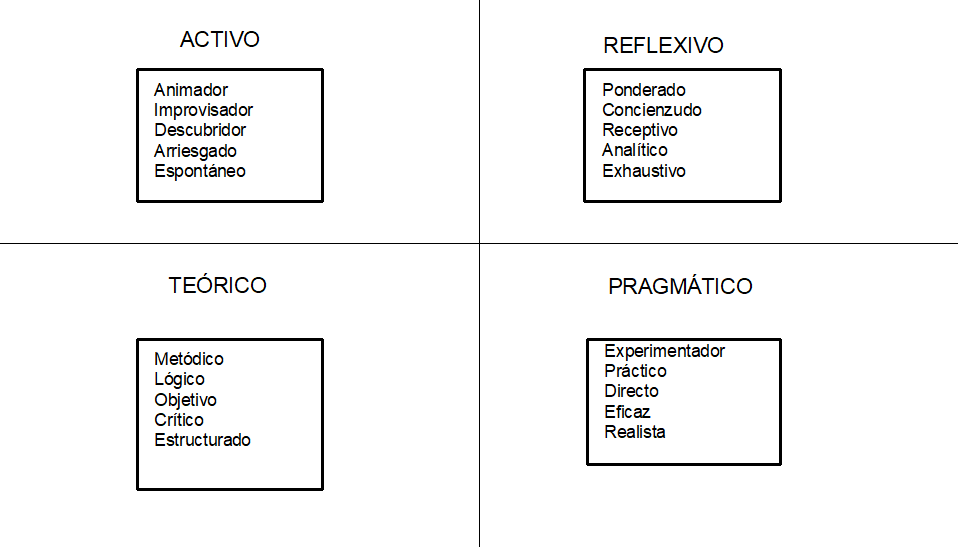 ACTIVO
Animador
Improvisador
Descubridor
Arriesgado
Espontáneo
REFLEXIVO
Ponderado
Concienzudo
Receptivo
Analítico
Exhaustivo
TEÓRICO
Metódico
Lógico
Objetivo
Crítico
Estructurado
PRAGMÁTICO
Experimentador
Práctico
Directo
Eficaz
Realista